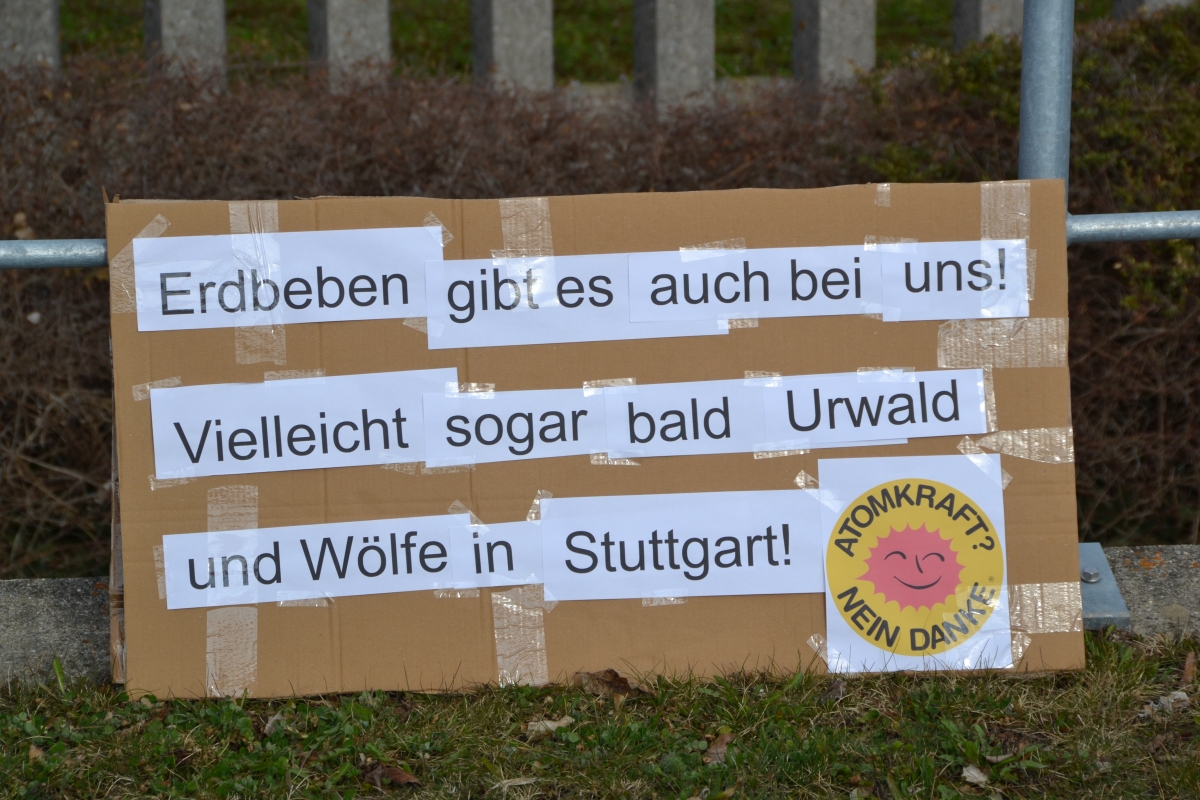 Erdbeben gibt es auch bei uns!
Vielleicht sogar bald Urwald
und Wölfe in Stuttgart!
ATOMKRAFT?
NEIN DANKE